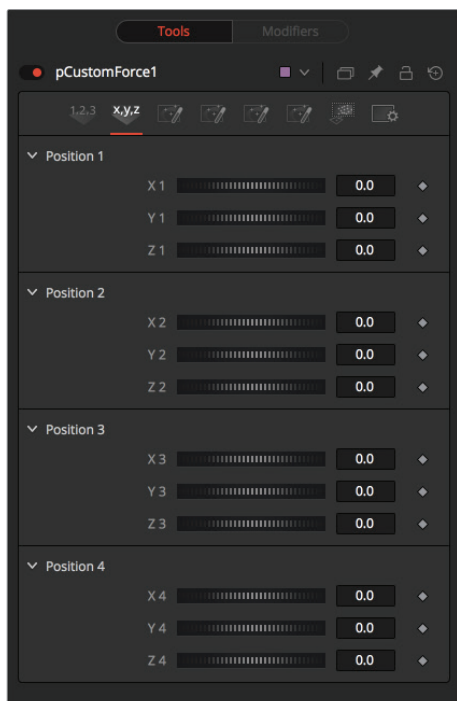 Tools Modifiers
pCustomForce1
1,2,3 x,y,z
Position 1
X 1 0.0
Y 1 0.0
Z 1 0.0
Position 2
X 2 0.0
Y 2 0.0
Z 2 0.0
Position 3
X 3 0.0
Y 3 0.0
Z 3 0.0
Position 4
X 4 0.0
Y 4 0.0
Z 4 0.0